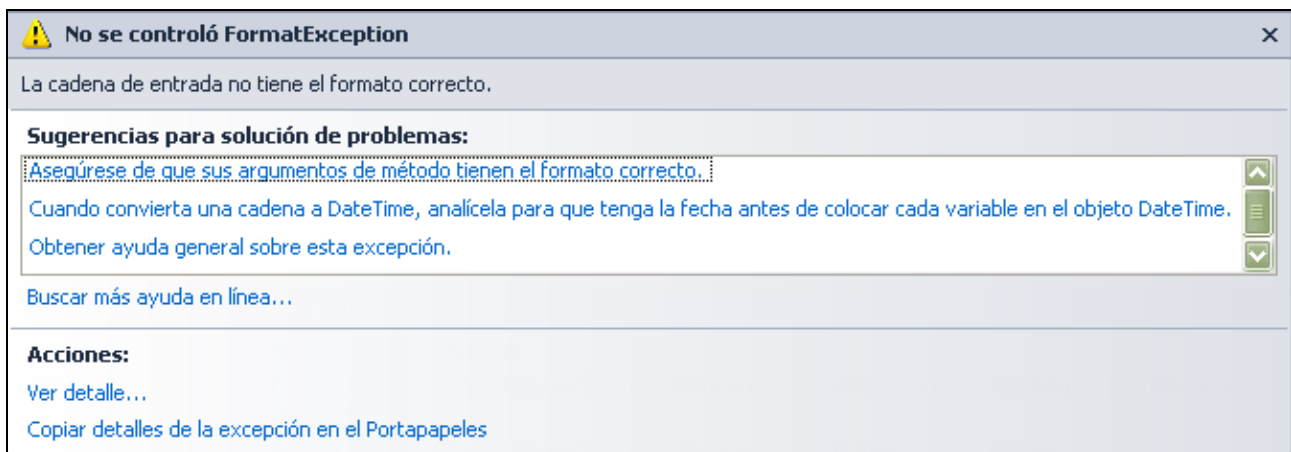 No se controló FormatException
La cadena de entrada no tiene el formato correcto.
Sugerencias para solución de problemas:
Asegúrese de que sus argumentos de método tienen el formato correcto.
Cuando convierta una cadena a DateTime, analícela para que tenga la fecha antes de colocar cada variable en el objeto DateTime.
Obtener ayuda general sobre esta excepción.
Buscar más ayuda en línea...
Acciones:
Ver detalle...
Copiar detalles de la excepción en el Portapapeles